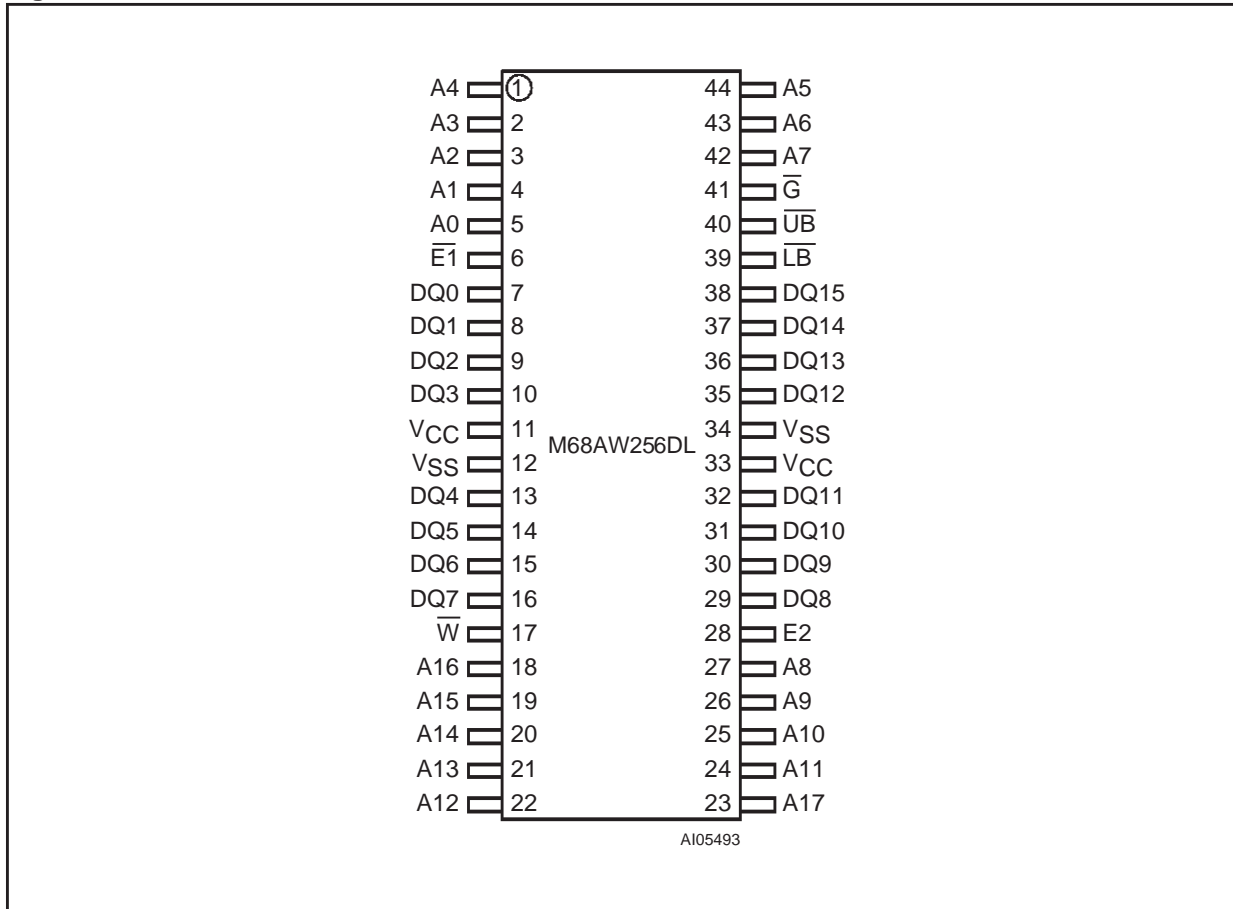 A4 1 44 A5
A3 2 43 A6
A2 3 42 A7
A1 4 41 G̅
A0 5 40 U̅B̅
E̅1̅ 6 39 L̅B̅
DQ0 7 38 DQ15
DQ1 8 37 DQ14
DQ2 9 36 DQ13
DQ3 10 35 DQ12
VCC 11 34 VSS
M68AW256DL
VSS 12 33 VCC
DQ4 13 32 DQ11
DQ5 14 31 DQ10
DQ6 15 30 DQ9
DQ7 16 29 DQ8
W̅ 17 28 E2
A16 18 27 A8
A15 19 26 A9
A14 20 25 A10
A13 21 24 A11
A12 22 23 A17
AI05493